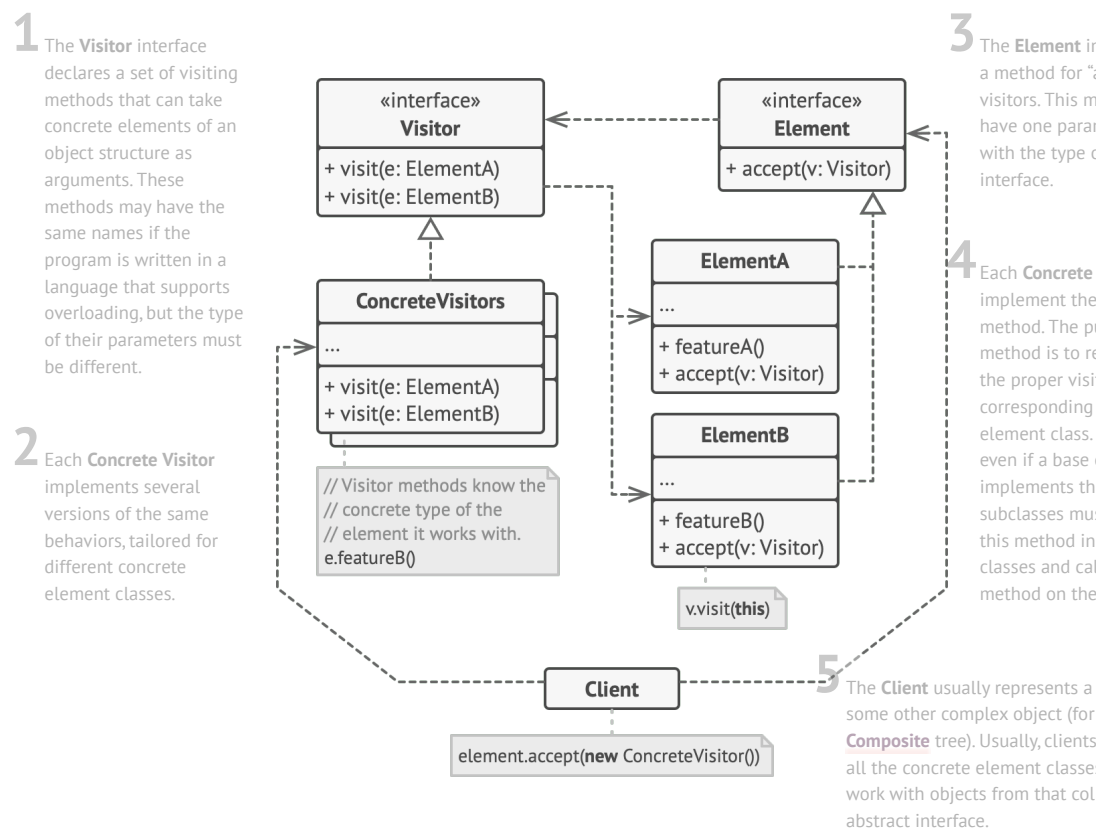 1
The Visitor interface
declares a set of visiting
methods that can take
concrete elements of an
object structure as
arguments. These
methods may have the
same names if the
program is written in a
language that supports
overloading, but the type
of their parameters must
be different.
2
Each Concrete Visitor
implements several
versions of the same
behaviors, tailored for
different concrete
element classes.
«interface»
Visitor
+ visit(e: ElementA)
+ visit(e: ElementB)
ConcreteVisitors
...
+ visit(e: ElementA)
+ visit(e: ElementB)
// Visitor methods know the
// concrete type of the
// element it works with.
e.featureB()
«interface»
Element
+ accept(v: Visitor)
ElementA
...
+ featureA()
+ accept(v: Visitor)
ElementB
...
+ featureB()
+ accept(v: Visitor)
v.visit(this)
Client
element.accept(new ConcreteVisitor())
3
The Element
a method for
visitors. This
have one
with the type
interface.
4
Each Concrete
implement the
method. The
method is to
the proper
corresponding
element class.
even if a base
implements
subclasses
this method in
classes and
method on the
5
The Client usually represents a
some other complex object (for
Composite tree). Usually, clients
all the concrete element
work with objects from that
abstract interface.